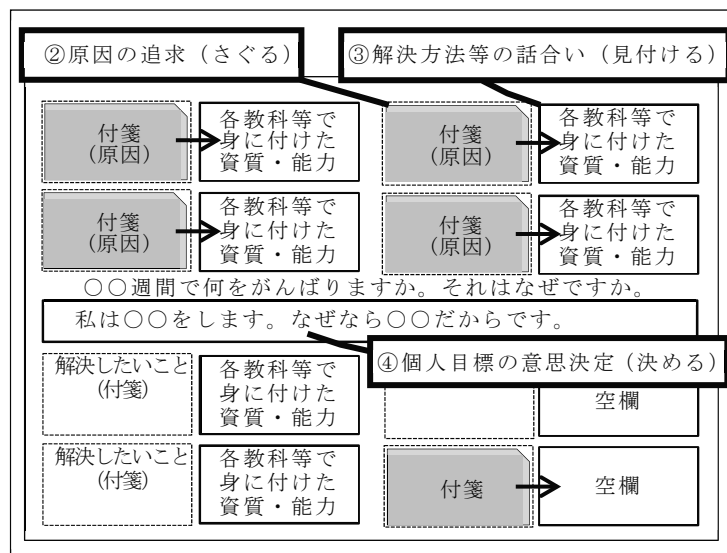 ②原因の追求（さぐる）
③解決方法等の話合い（見付ける）
付箋
(原因)
各教科等で
身に付けた
資質・能力
付箋
(原因)
各教科等で
身に付けた
資質・能力
付箋
(原因)
各教科等で
身に付けた
資質・能力
付箋
(原因)
各教科等で
身に付けた
資質・能力
○○週間で何をがんばりますか。それはなぜですか。
私は○○をします。なぜなら○○だからです。
④個人目標の意思決定（決める）
解決したいこと
(付箋)
各教科等で
身に付けた
資質・能力
空欄
解決したいこと
(付箋)
各教科等で
身に付けた
資質・能力
付箋
空欄